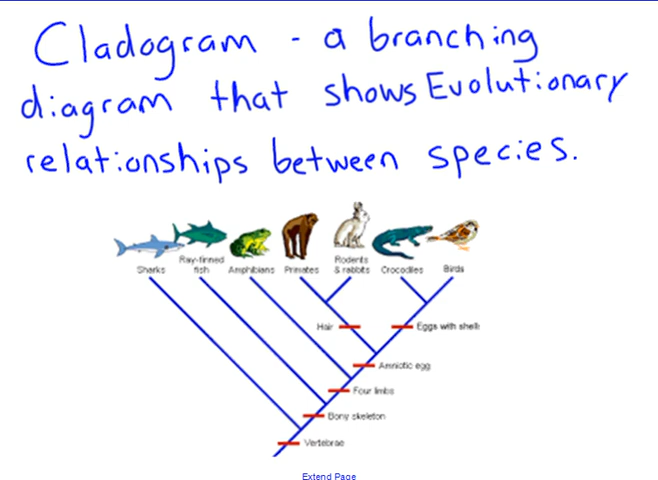 Cladogram - a branching
diagram that shows Evolutionary
relationships between species.
Sharks
Ray-finned
fish
Amphibians
Primates
Rodents
& rabbits
Crocodiles
Birds
Hair
Eggs with shells
Amniotic egg
Four limbs
Bony skeleton
Vertebrae
Extend Page